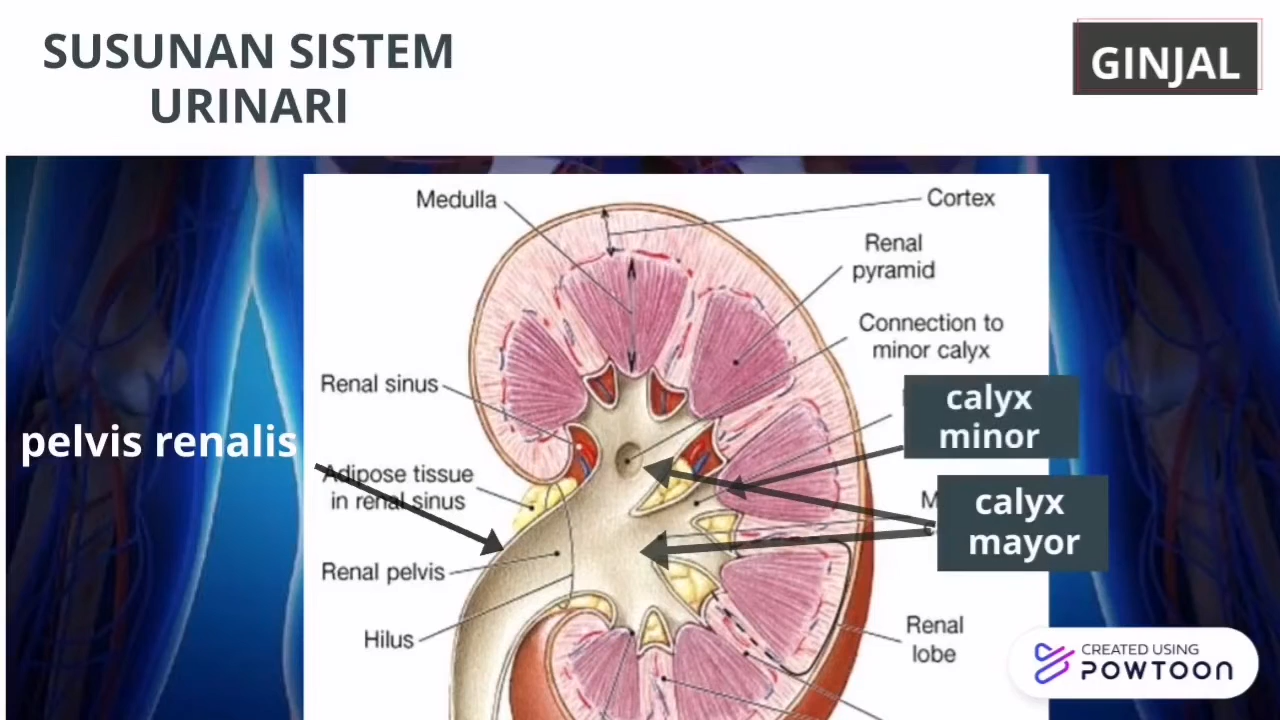 SUSUNAN SISTEM
URINARI
GINJAL
Medulla
Cortex
Renal
pyramid
Connection to
minor calyx
Renal sinus
calyx
minor
pelvis renalis
Adipose tissue
in renal sinus
calyx
mayor
Renal pelvis
Hilus
Renal
lobe
CREATED USING
POWTOON